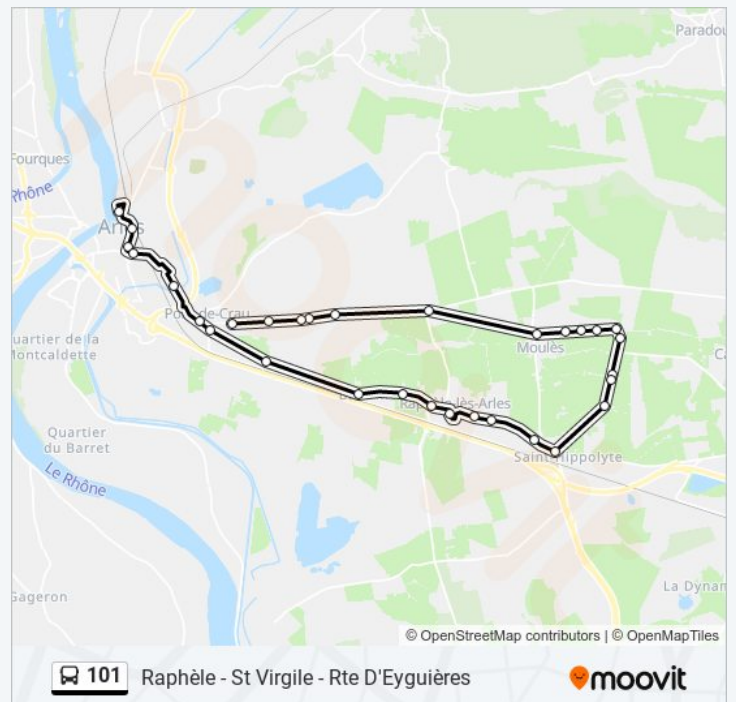 Paradou
Fourques
Rhône
Arles
Pont-de-Crau
Quartier de la
Montcaldette
Moulès
Raphèle-lès-Arles
Quartier
du Barret
Saint-Hippolyte
Le Rhône
La Dynam
Gageron
© OpenStreetMap contributors | © OpenMapTiles
101 Raphèle - St Virgile - Rte D'Eyguières
moovit